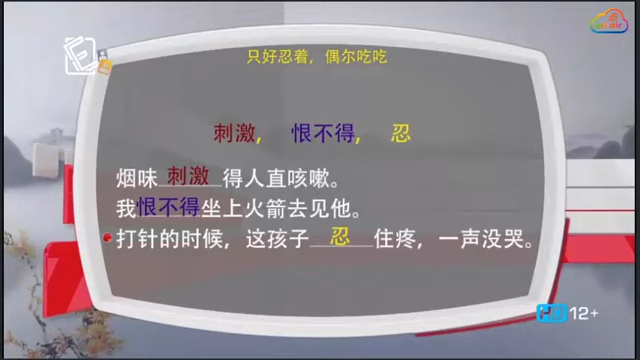 只好忍着，偶尔吃吃
刺激， 恨不得， 忍
烟味刺激得人直咳嗽。
我恨不得坐上火箭去见他。
打针的时候，这孩子忍住疼，一声没哭。
HD 12+